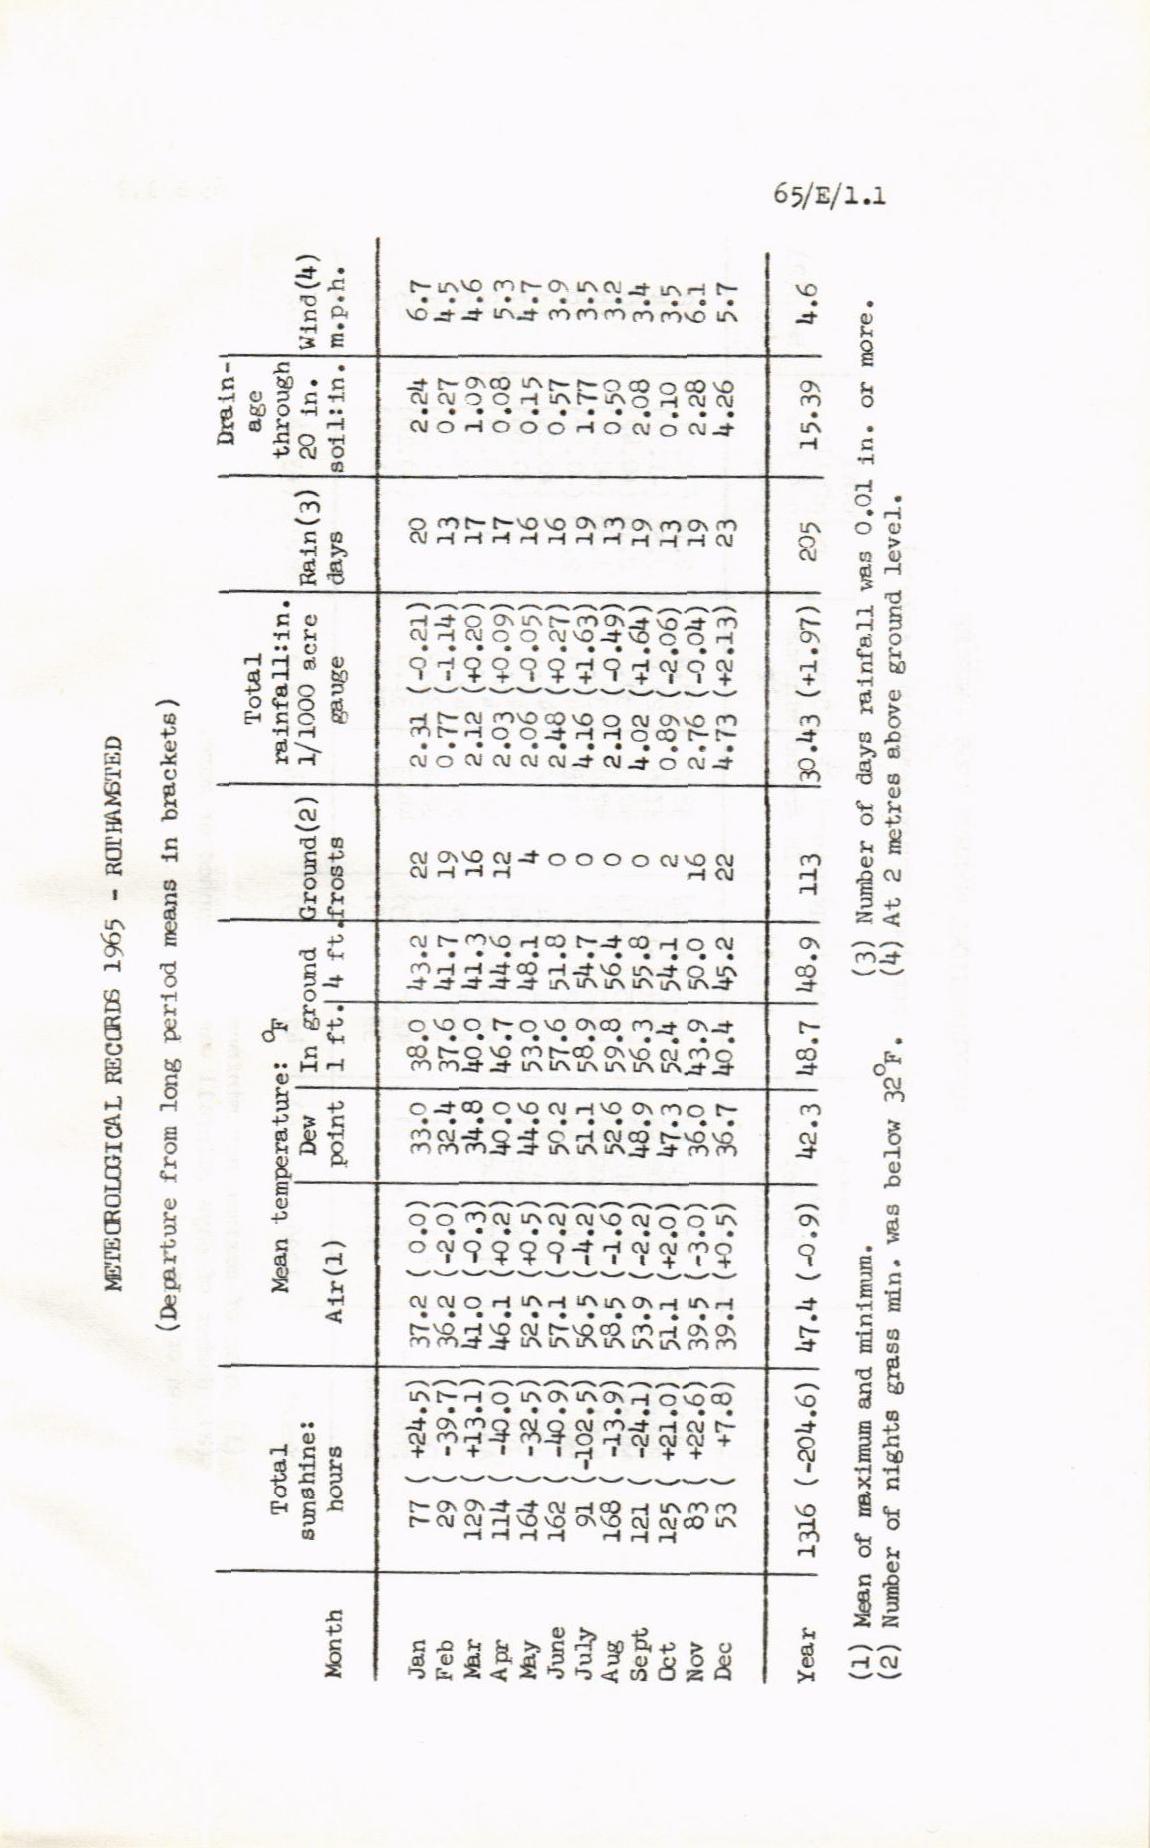 METEOROLOGICAL RECORDS 1965 - ROTHAMSTED
(Departure from long period means in brackets)
Drain-
Total Mean temperature: °F Total age
sunshine: Dew In ground rainfall:in. through
hours Air(1) point 1 ft. 4 ft. Ground(2) 1/1000 acre Rain(3) 20 in. Wind(4)
Month frosts gauge days soil:in. m.p.h.
Jan 77 ( +24.5) 37.2 ( 0.0) 33.0 38.0 43.2 22 2.31 (-0.21) 20 2.24 6.7
Feb 29 ( -39.7) 36.2 (-2.0) 32.4 37.6 41.7 19 0.77 (-1.14) 13 0.27 4.5
Mar 129 ( +13.1) 41.0 (-0.3) 34.8 40.0 41.3 16 2.12 (+0.20) 17 1.09 4.6
Apr 114 ( -40.0) 46.1 (+0.2) 40.0 46.7 44.6 12 2.03 (+0.09) 17 0.08 5.3
May 164 ( -32.5) 52.5 (+0.5) 44.6 53.0 48.1 4 2.06 (-0.05) 16 0.15 4.7
June 162 ( -40.9) 57.1 (-0.2) 50.2 57.6 51.8 0 2.48 (+0.27) 16 0.57 3.9
July 91 (-102.5) 56.5 (-4.2) 51.1 58.9 54.7 0 4.16 (+1.63) 19 1.77 3.5
Aug 168 ( -13.9) 58.5 (-1.6) 52.6 59.8 56.4 0 2.10 (-0.49) 13 0.50 3.2
Sept 121 ( -24.1) 53.9 (-2.2) 48.9 56.3 55.8 0 4.02 (+1.64) 19 2.08 3.4
Oct 125 ( +21.0) 51.1 (+2.0) 47.3 52.4 54.1 2 0.89 (-2.06) 13 0.10 3.5
Nov 83 ( +22.6) 39.5 (-3.0) 36.0 43.9 50.0 16 2.76 (-0.04) 19 2.28 6.1
Dec 53 ( +7.8) 39.1 (+0.5) 36.7 40.4 45.2 22 4.73 (+2.13) 23 4.26 5.7
Year 1316 (-204.6) 47.4 (-0.9) 42.3 48.7 48.9 113 30.43 (+1.97) 205 15.39 4.6
(1) Mean of maximum and minimum. (3) Number of days rainfall was 0.01 in. or more.
(2) Number of nights grass min. was below 32°F. (4) At 2 metres above ground level.
65/E/1.1